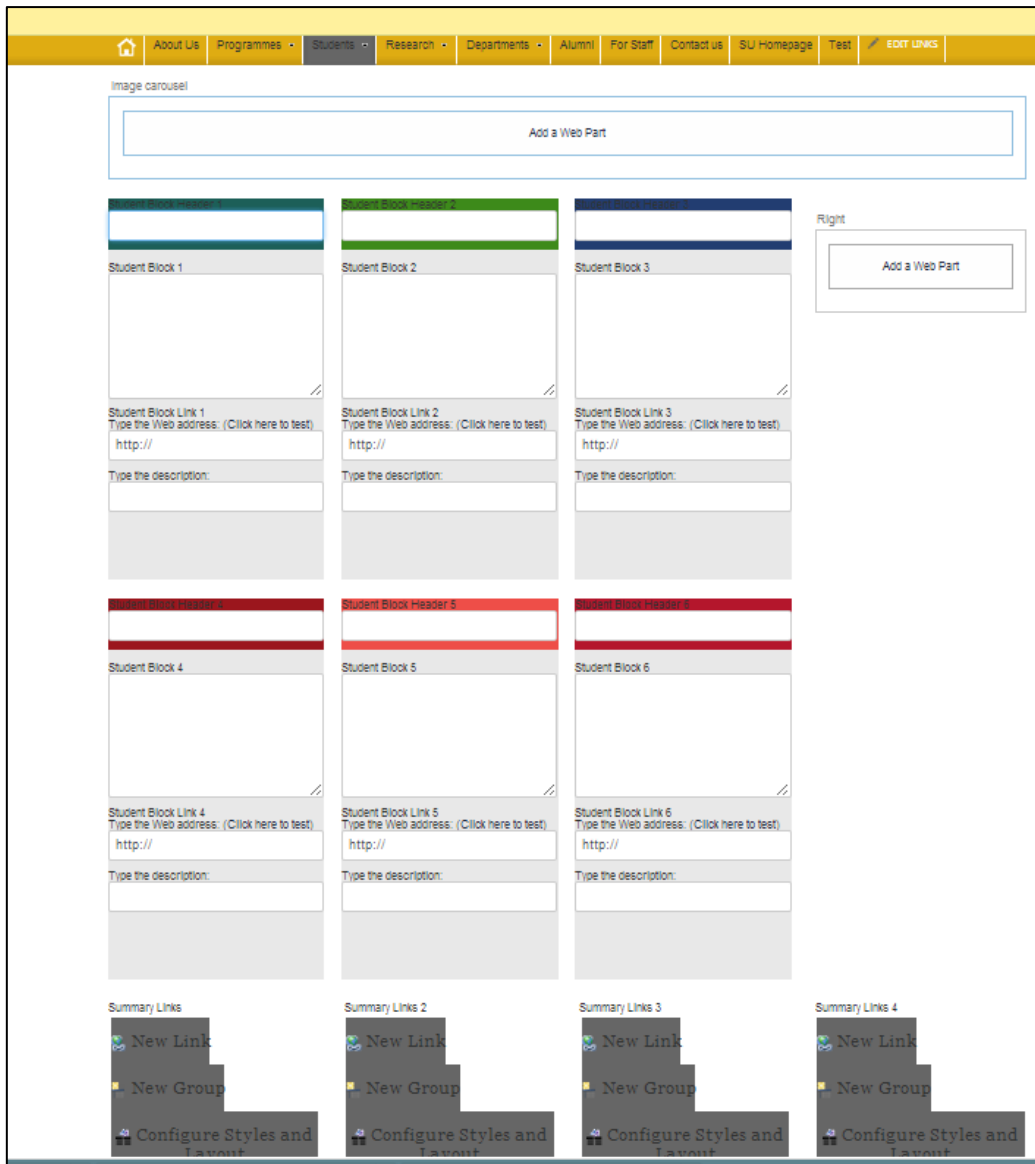 About Us Programmes Students Research Departments Alumni For Staff Contact us SU Homepage Test EDIT LINKS
Image carousel
Add a Web Part
Student Block Header 1 Student Block Header 2 Student Block Header 3
Right
Student Block 1 Student Block 2 Student Block 3
Add a Web Part
Student Block Link 1 Student Block Link 2 Student Block Link 3
Type the Web address: (Click here to test) Type the Web address: (Click here to test) Type the Web address: (Click here to test)
http:// http:// http://
Type the description: Type the description: Type the description:
Student Block Header 4 Student Block Header 5 Student Block Header 6
Student Block 4 Student Block 5 Student Block 6
Student Block Link 4 Student Block Link 5 Student Block Link 6
Type the Web address: (Click here to test) Type the Web address: (Click here to test) Type the Web address: (Click here to test)
http:// http:// http://
Type the description: Type the description: Type the description:
Summary Links Summary Links 2 Summary Links 3 Summary Links 4
New Link New Link New Link New Link
New Group New Group New Group New Group
Configure Styles and Configure Styles and Configure Styles and Configure Styles and
Layout Layout Layout Layout